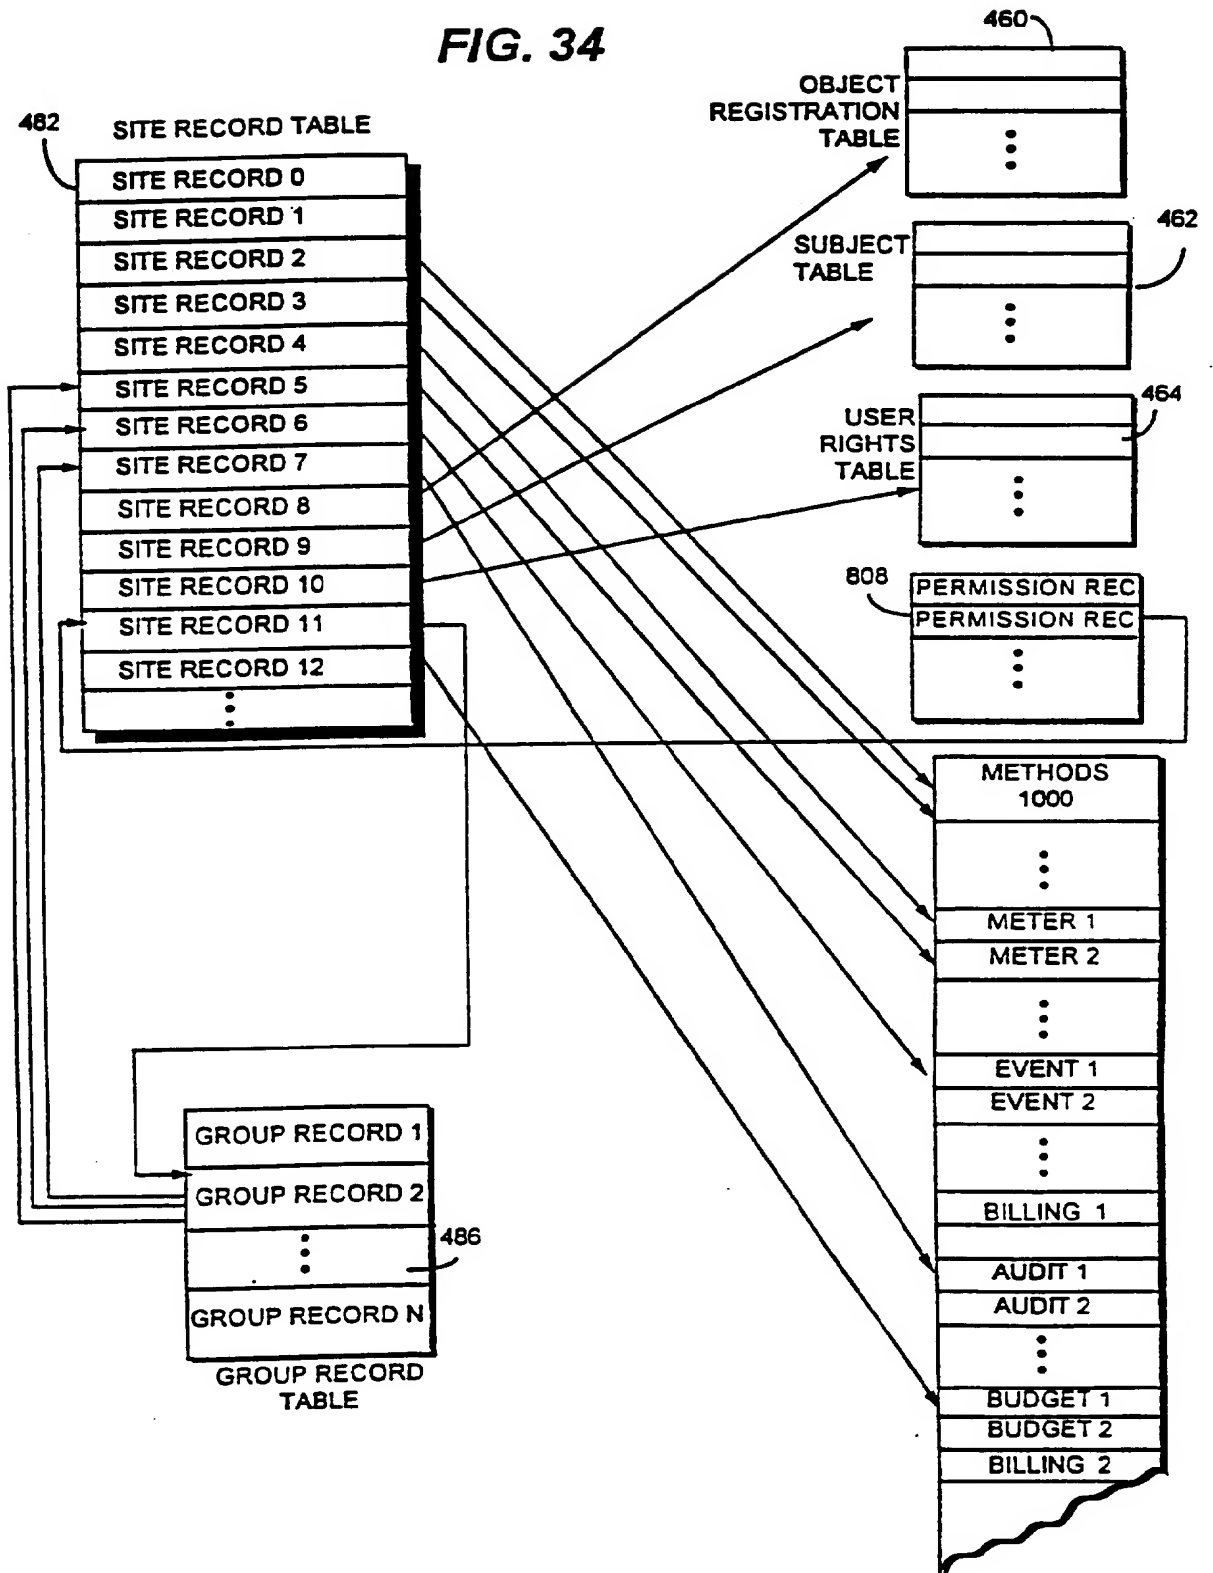 FIG. 34
482
SITE RECORD TABLE
SITE RECORD 0
SITE RECORD 1
SITE RECORD 2
SITE RECORD 3
SITE RECORD 4
SITE RECORD 5
SITE RECORD 6
SITE RECORD 7
SITE RECORD 8
SITE RECORD 9
SITE RECORD 10
SITE RECORD 11
SITE RECORD 12
460
OBJECT
REGISTRATION
TABLE
462
SUBJECT
TABLE
464
USER
RIGHTS
TABLE
808
PERMISSION REC
PERMISSION REC
METHODS
1000
METER 1
METER 2
EVENT 1
EVENT 2
BILLING 1
AUDIT 1
AUDIT 2
BUDGET 1
BUDGET 2
BILLING 2
GROUP RECORD 1
GROUP RECORD 2
486
GROUP RECORD N
GROUP RECORD
TABLE